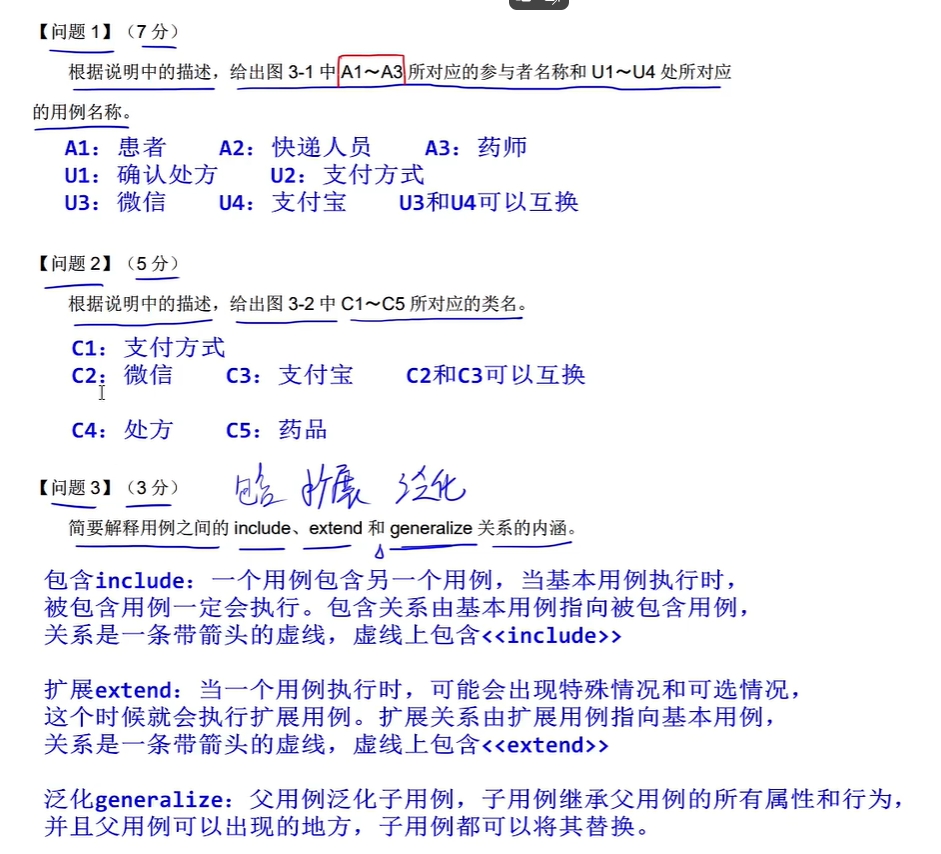 【问题1】（7分）
根据说明中的描述，给出图 3-1 中 A1～A3 所对应的参与者名称和 U1～U4 处所对应
的用例名称。
A1: 患者 A2: 快递人员 A3: 药师
U1: 确认处方 U2: 支付方式
U3: 微信 U4: 支付宝 U3和U4可以互换
【问题2】（5分）
根据说明中的描述，给出图 3-2 中 C1～C5 所对应的类名。
C1: 支付方式
C2: 微信 C3: 支付宝 C2和C3可以互换
C4: 处方 C5: 药品
【问题3】（3分） 包含 扩展 泛化
简要解释用例之间的 include、extend 和 generalize 关系的内涵。
包含include: 一个用例包含另一个用例，当基本用例执行时，
被包含用例一定会执行。包含关系由基本用例指向被包含用例，
关系是一条带箭头的虚线，虚线上包含<<include>>
扩展extend: 当一个用例执行时，可能会出现特殊情况和可选情况，
这个时候就会执行扩展用例。扩展关系由扩展用例指向基本用例，
关系是一条带箭头的虚线，虚线上包含<<extend>>
泛化generalize: 父用例泛化子用例，子用例继承父用例的所有属性和行为，
并且父用例可以出现的地方，子用例都可以将其替换。